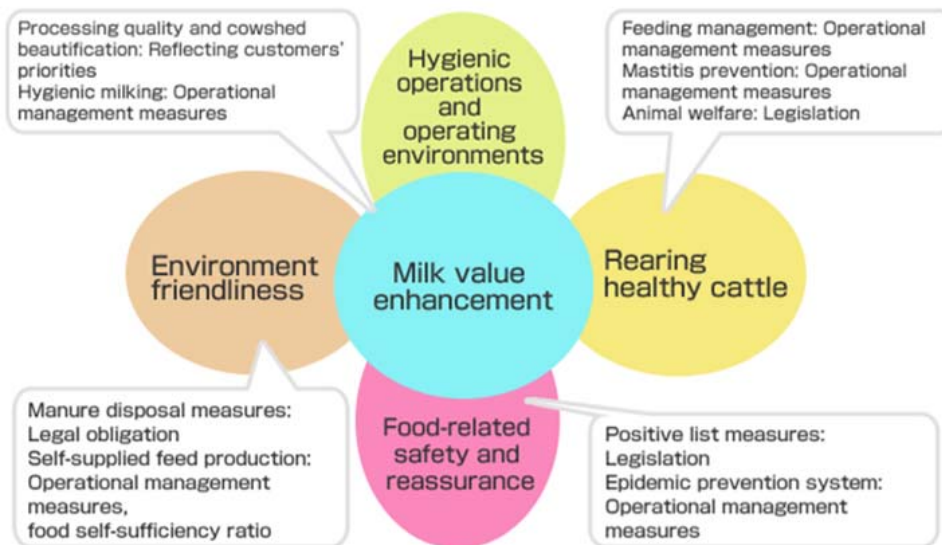 Processing quality and cowshed
beautification: Reflecting customers'
priorities
Hygienic milking: Operational
management measures
Hygienic
operations
and
operating
environments
Feeding management: Operational
management measures
Mastitis prevention: Operational
management measures
Animal welfare: Legislation
Environment
friendliness
Milk value
enhancement
Rearing
healthy cattle
Manure disposal measures:
Legal obligation
Self-supplied feed production:
Operational management
measures,
food self-sufficiency ratio
Food-related
safety and
reassurance
Positive list measures:
Legislation
Epidemic prevention system:
Operational management
measures